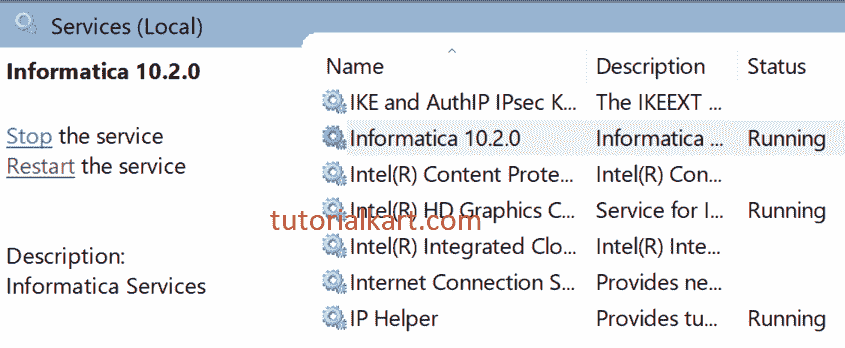 Services (Local)
Informatica 10.2.0
Stop the service
Restart the service
Description:
Informatica Services
Name Description Status
IKE and AuthIP IPsec K... The IKEEXT ...
Informatica 10.2.0 Informatica ... Running
Intel(R) Content Prote... Intel(R) Con...
Intel(R) HD Graphics C... Service for I... Running
tutorialkart.com
Intel(R) Integrated Clo... Intel(R) Inte...
Internet Connection S... Provides ne...
IP Helper Provides tu... Running